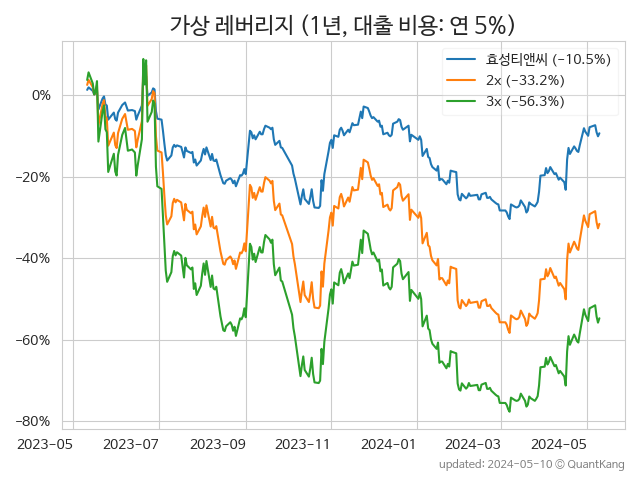 가상 레버리지 (1년, 대출 비용: 연 5%)
효성티앤씨 (−10.5%)
2x (−33.2%)
3x (−56.3%)
0%
−20%
−40%
−60%
−80%
2023-05 2023-07 2023-09 2023-11 2024-01 2024-03 2024-05
updated: 2024-05-10 © QuantKang